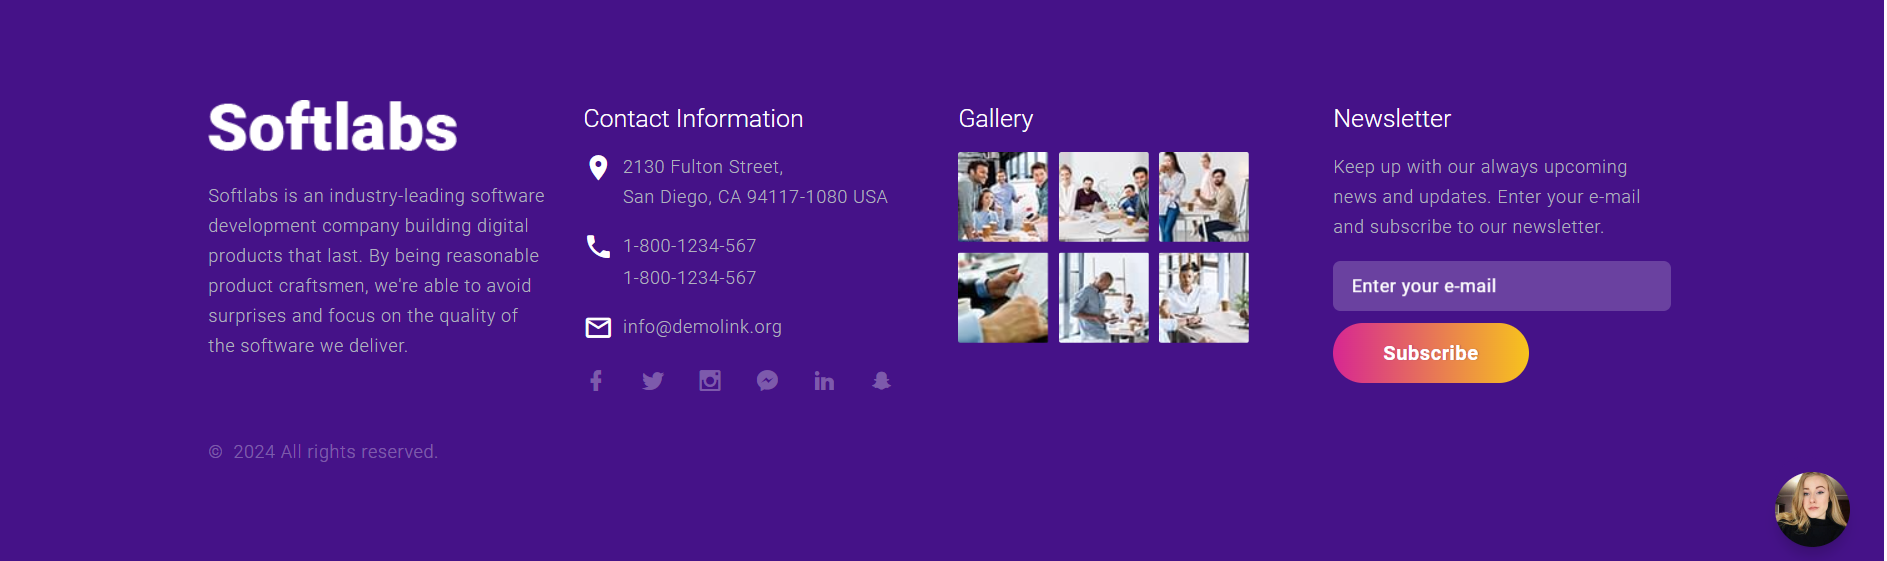 Softlabs
Softlabs is an industry-leading software
development company building digital
products that last. By being reasonable
product craftsmen, we're able to avoid
surprises and focus on the quality of
the software we deliver.
© 2024 All rights reserved.
Contact Information
2130 Fulton Street,
San Diego, CA 94117-1080 USA
1-800-1234-567
1-800-1234-567
info@demolink.org
Gallery
Newsletter
Keep up with our always upcoming
news and updates. Enter your e-mail
and subscribe to our newsletter.
Enter your e-mail
Subscribe